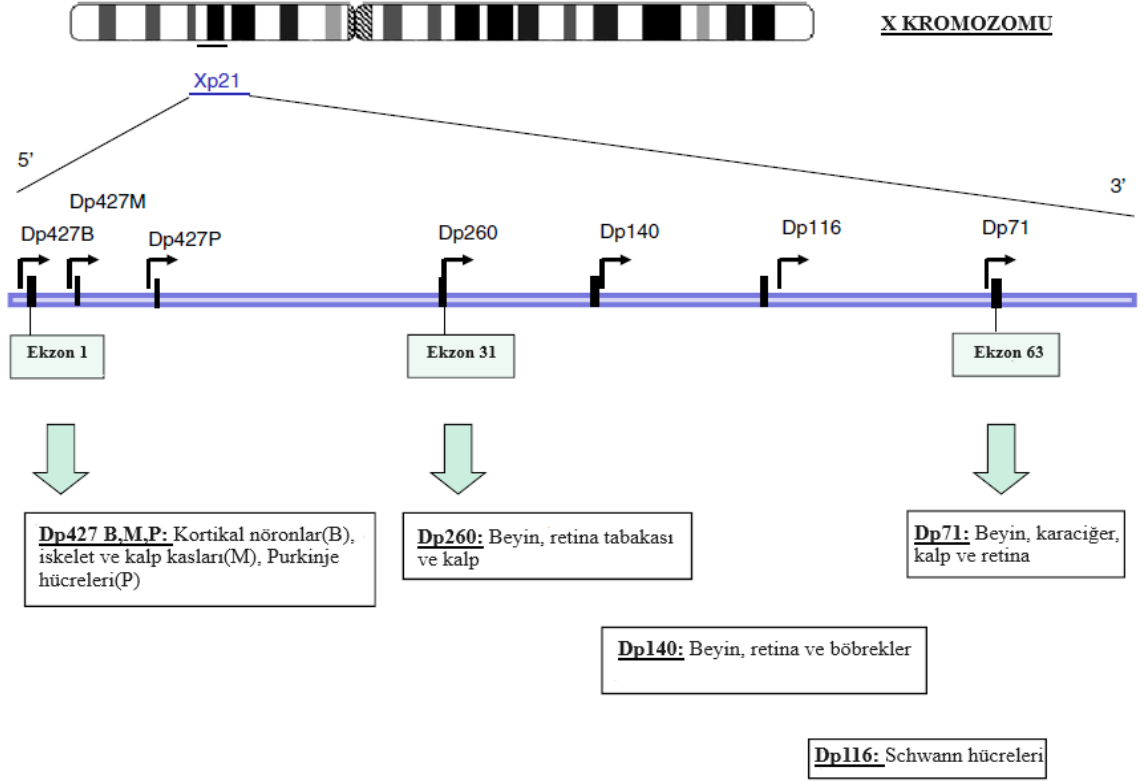 X KROMOZOMU
Xp21
5’
3’
Dp427M
Dp427B
Dp427P
Dp260
Dp140
Dp116
Dp71
Ekzon 1
Ekzon 31
Ekzon 63
Dp427 B,M,P: Kortikal nöronlar(B),
iskelet ve kalp kasları(M), Purkinje
hücreleri(P)
Dp260: Beyin, retina tabakası
ve kalp
Dp71: Beyin, karaciğer,
kalp ve retina
Dp140: Beyin, retina ve böbrekler
Dp116: Schwann hücreleri